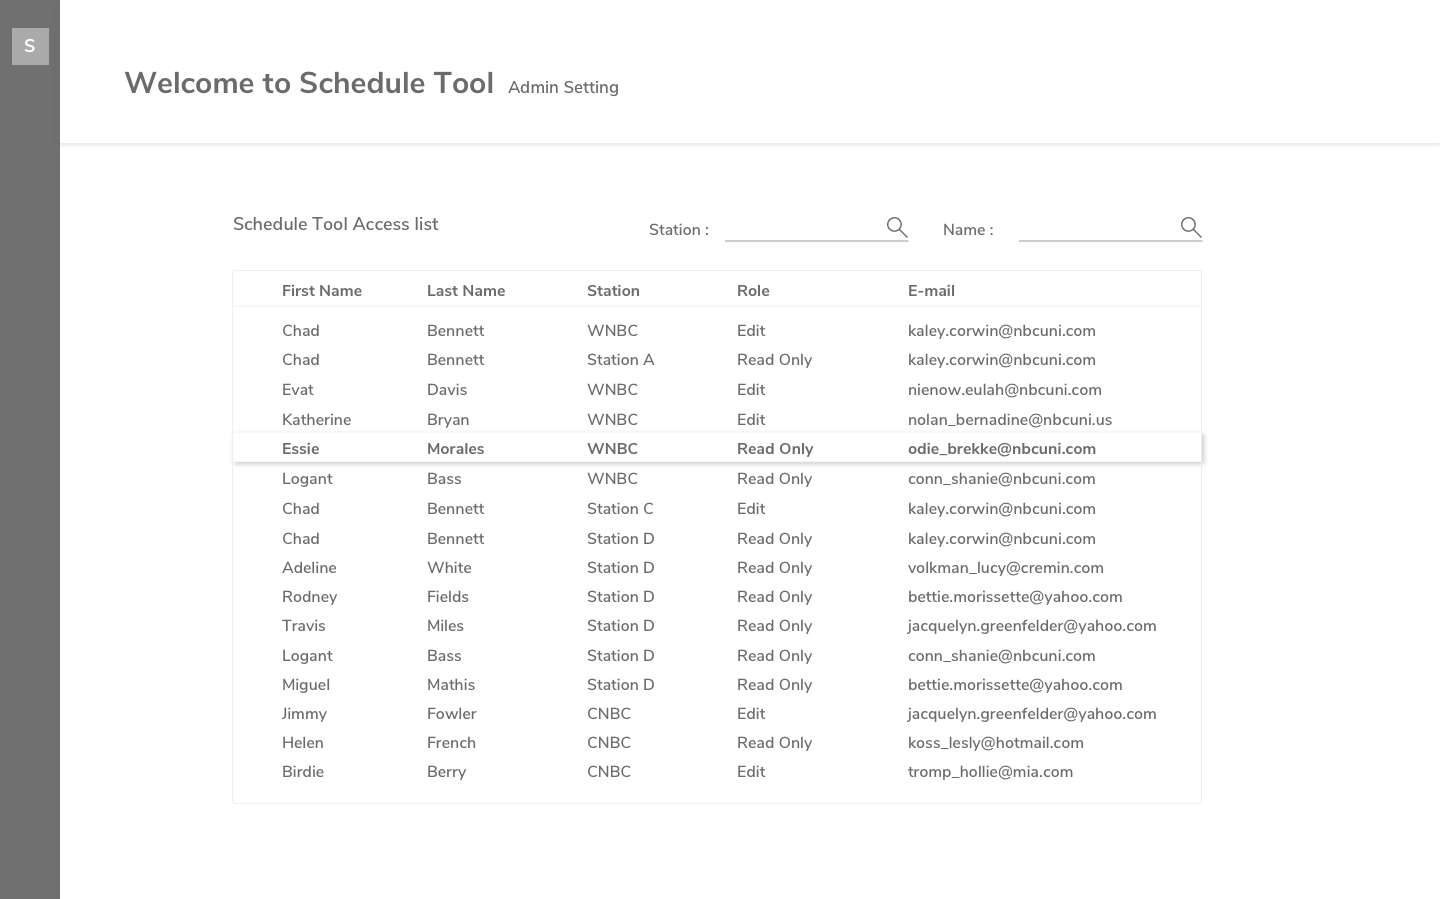 S
Welcome to Schedule Tool Admin Setting
Schedule Tool Access list Station : Name :
First Name Last Name Station Role E-mail
Chad Bennett WNBC Edit kaley.corwin@nbcuni.com
Chad Bennett Station A Read Only kaley.corwin@nbcuni.com
Evat Davis WNBC Edit nienow.eulah@nbcuni.com
Katherine Bryan WNBC Edit nolan_bernadine@nbcuni.us
Essie Morales WNBC Read Only odie_brekke@nbcuni.com
Logant Bass WNBC Read Only conn_shanie@nbcuni.com
Chad Bennett Station C Edit kaley.corwin@nbcuni.com
Chad Bennett Station D Read Only kaley.corwin@nbcuni.com
Adeline White Station D Read Only volkman_lucy@cremin.com
Rodney Fields Station D Read Only bettie.morissette@yahoo.com
Travis Miles Station D Read Only jacquelyn.greenfelder@yahoo.com
Logant Bass Station D Read Only conn_shanie@nbcuni.com
Miguel Mathis Station D Read Only bettie.morissette@yahoo.com
Jimmy Fowler CNBC Edit jacquelyn.greenfelder@yahoo.com
Helen French CNBC Read Only koss_lesly@hotmail.com
Birdie Berry CNBC Edit tromp_hollie@mia.com